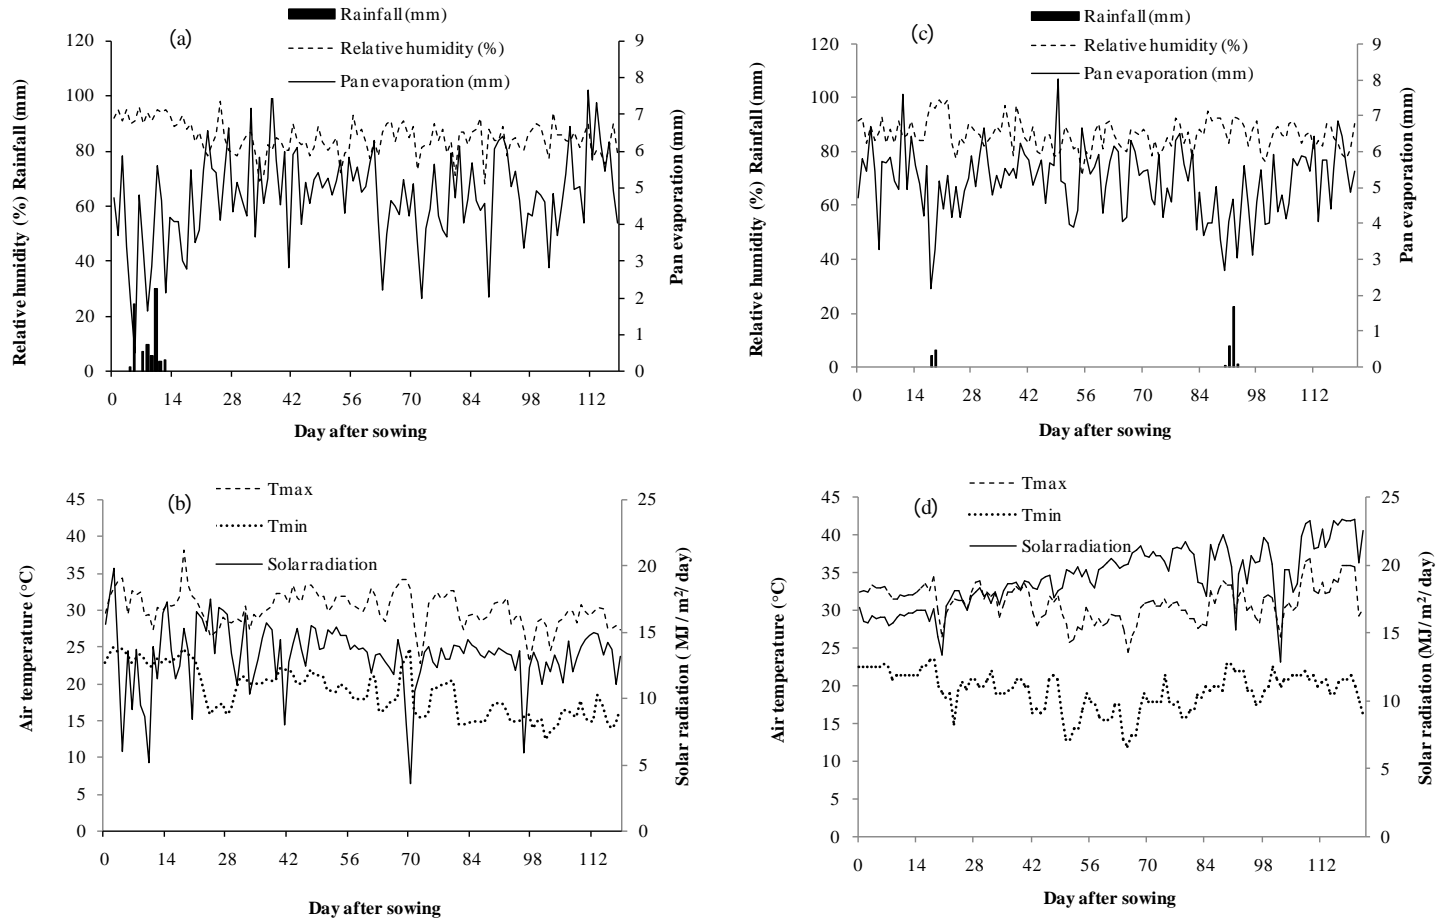 Rainfall (mm)
(a)
Relative humidity (%)
Pan evaporation (mm)
Relative humidity (%) Rainfall (mm)
120
100
80
60
40
20
0
9
8
7
6
5
4
3
2
1
0
Pan evaporation (mm)
0 14 28 42 56 70 84 98 112
Day after sowing
Rainfall (mm)
(c)
Relative humidity (%)
Pan evaporation (mm)
Relative humidity (%) Rainfall (mm)
120
100
80
60
40
20
0
9
8
7
6
5
4
3
2
1
0
Pan evaporation (mm)
0 14 28 42 56 70 84 98 112
Day after sowing
Tmax
(b)
Tmin
Solar radiation
Air temperature (°C)
45
40
35
30
25
20
15
10
5
0
25
20
15
10
5
0
Solar radiation ( MJ / m²/ day)
0 14 28 42 56 70 84 98 112
Day after sowing
Tmax
(d)
Tmin
Solar radiation
Air temperature (°C)
45
40
35
30
25
20
15
10
5
0
25
20
15
10
5
0
Solar radiation (MJ / m²/ day)
0 14 28 42 56 70 84 98 112
Day after sowing